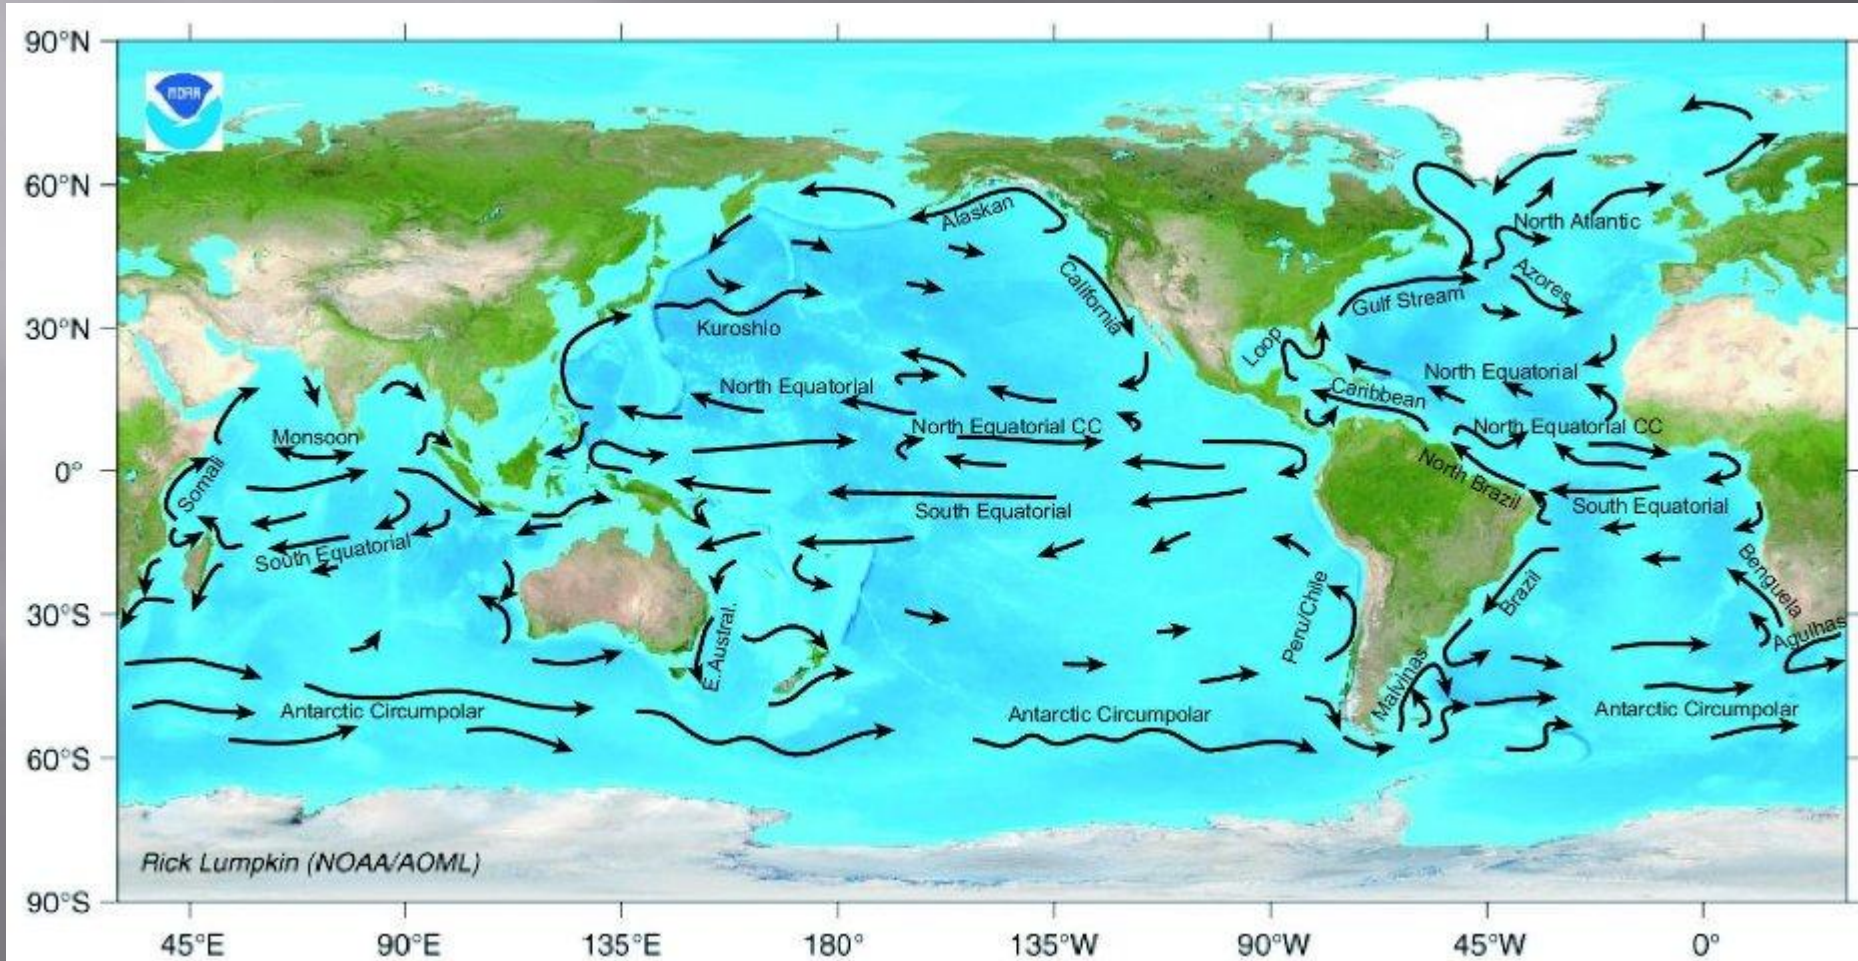 90°N
NOAA
60°N
Alaskan
North Atlantic
California
Azores
Gulf Stream
30°N
Kuroshio
Loop
North Equatorial
North Equatorial
Caribbean
North Equatorial CC
North Equatorial CC
Monsoon
0°
Somali
North Brazil
South Equatorial
South Equatorial
South Equatorial
Benguela
Brazil
Peru/Chile
30°S
E.Austral.
Agulhas
Malvinas
Antarctic Circumpolar
Antarctic Circumpolar
Antarctic Circumpolar
60°S
Rick Lumpkin (NOAA/AOML)
90°S
45°E 90°E 135°E 180° 135°W 90°W 45°W 0°